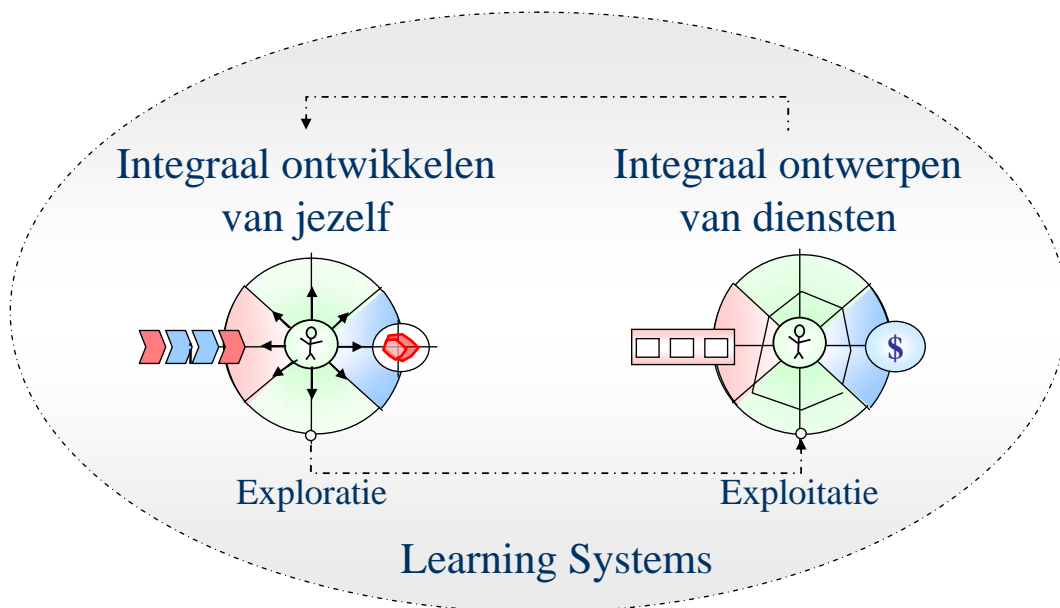 Integraal ontwikkelen
van jezelf
Integraal ontwerpen
van diensten
$
Exploratie
Exploitatie
Learning Systems